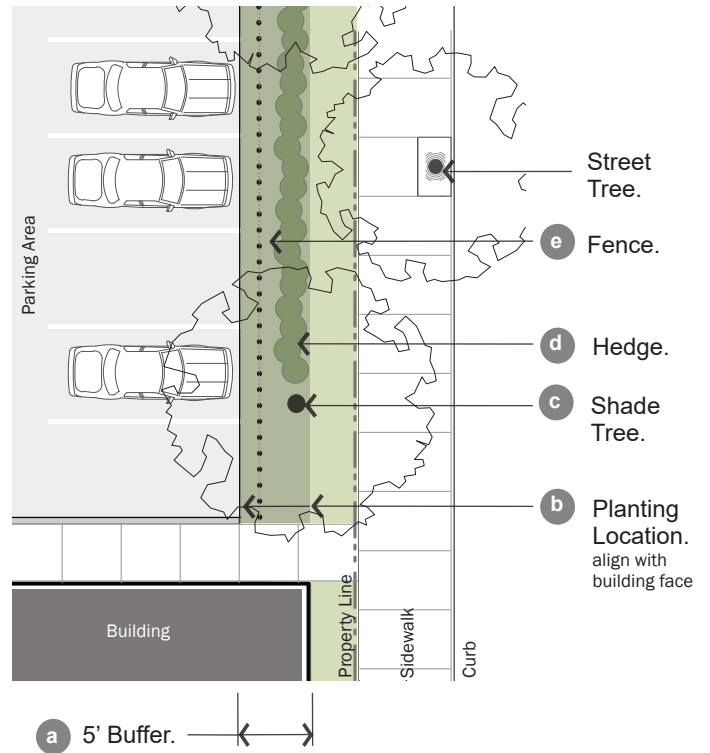 Street
Tree.
e Fence.
d Hedge.
c Shade
Tree.
b Planting
Location.
align with
building face
Parking Area
Building
Property Line
Sidewalk
Curb
a 5’ Buffer.